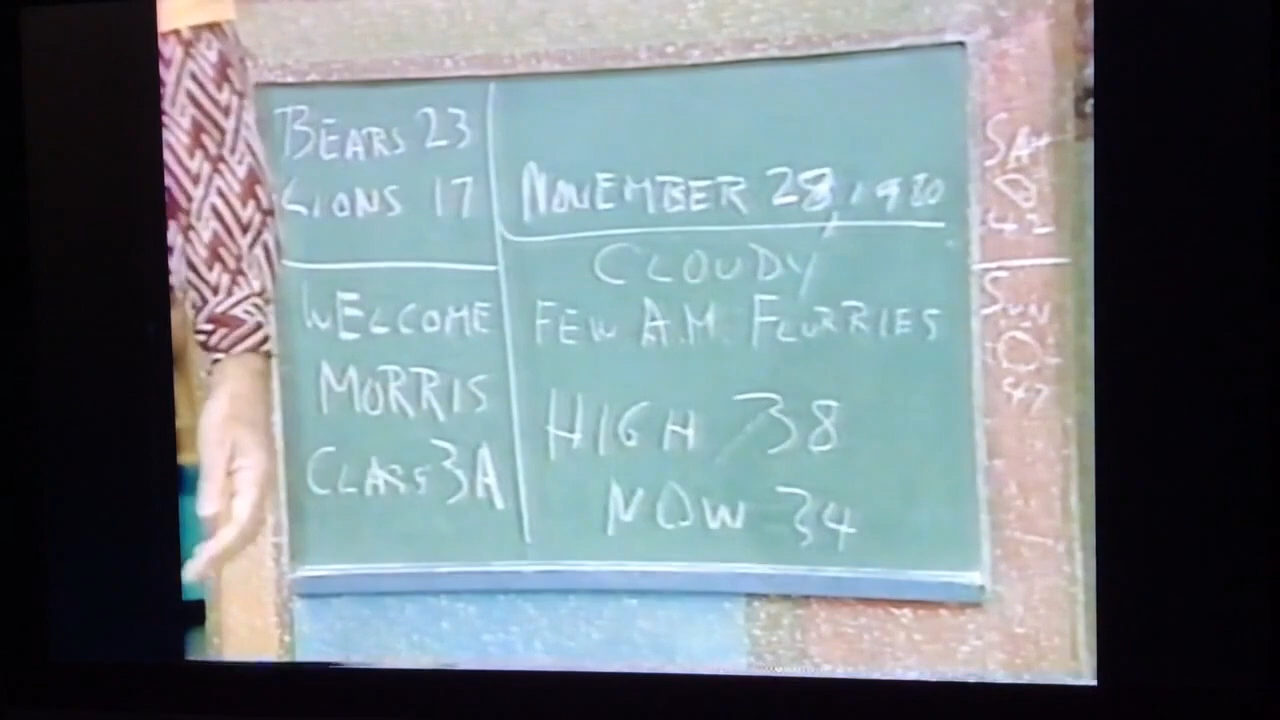 BEARS 23
LIONS 17
WELCOME
MORRIS
CLASS 3A
NOVEMBER 28, 1980
CLOUDY
FEW A.M. FLURRIES
HIGH 38
NOW 34
SAT
42
SUN
47